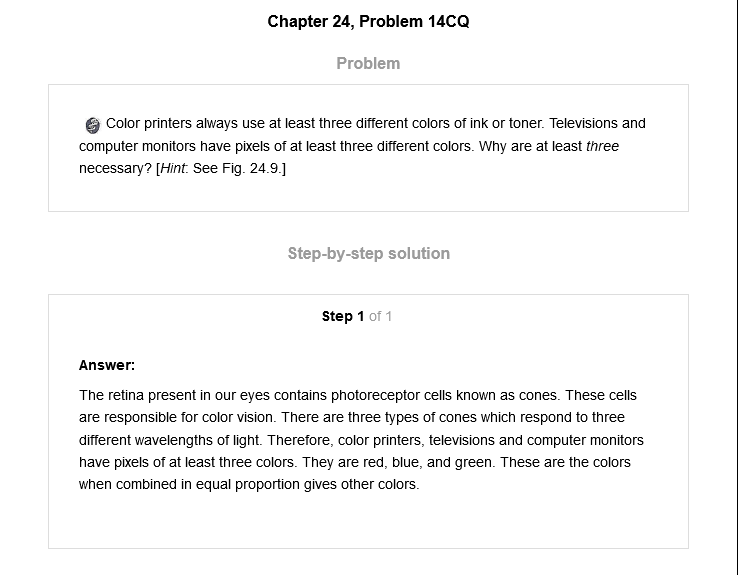 Chapter 24, Problem 14CQ
Problem
Color printers always use at least three different colors of ink or toner. Televisions and
computer monitors have pixels of at least three different colors. Why are at least three
necessary? [Hint: See Fig. 24.9.]
Step-by-step solution
Step 1 of 1
Answer:
The retina present in our eyes contains photoreceptor cells known as cones. These cells
are responsible for color vision. There are three types of cones which respond to three
different wavelengths of light. Therefore, color printers, televisions and computer monitors
have pixels of at least three colors. They are red, blue, and green. These are the colors
when combined in equal proportion gives other colors.